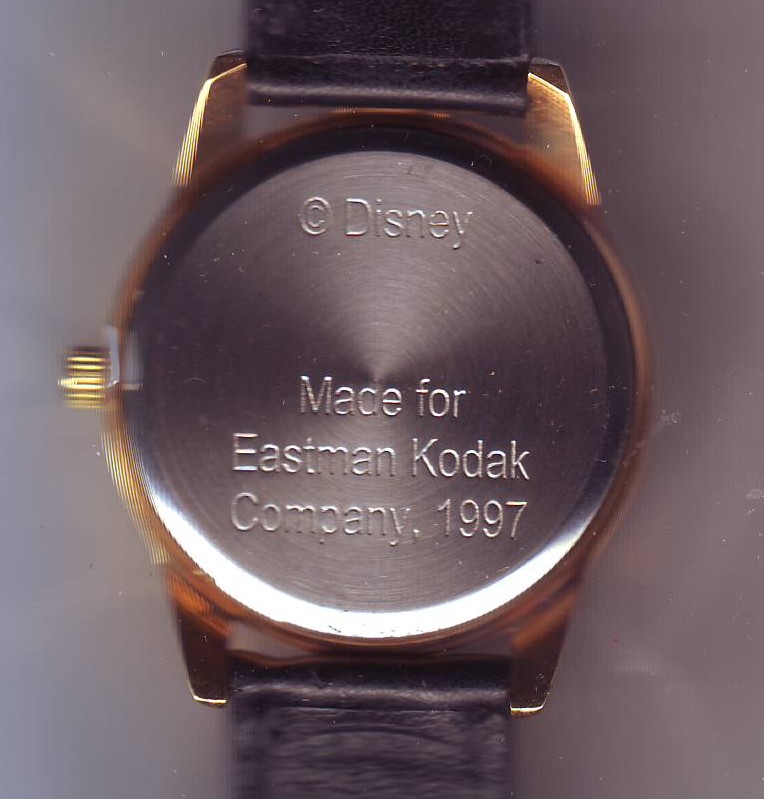 © Disney
Made for
Eastman Kodak
Company, 1997